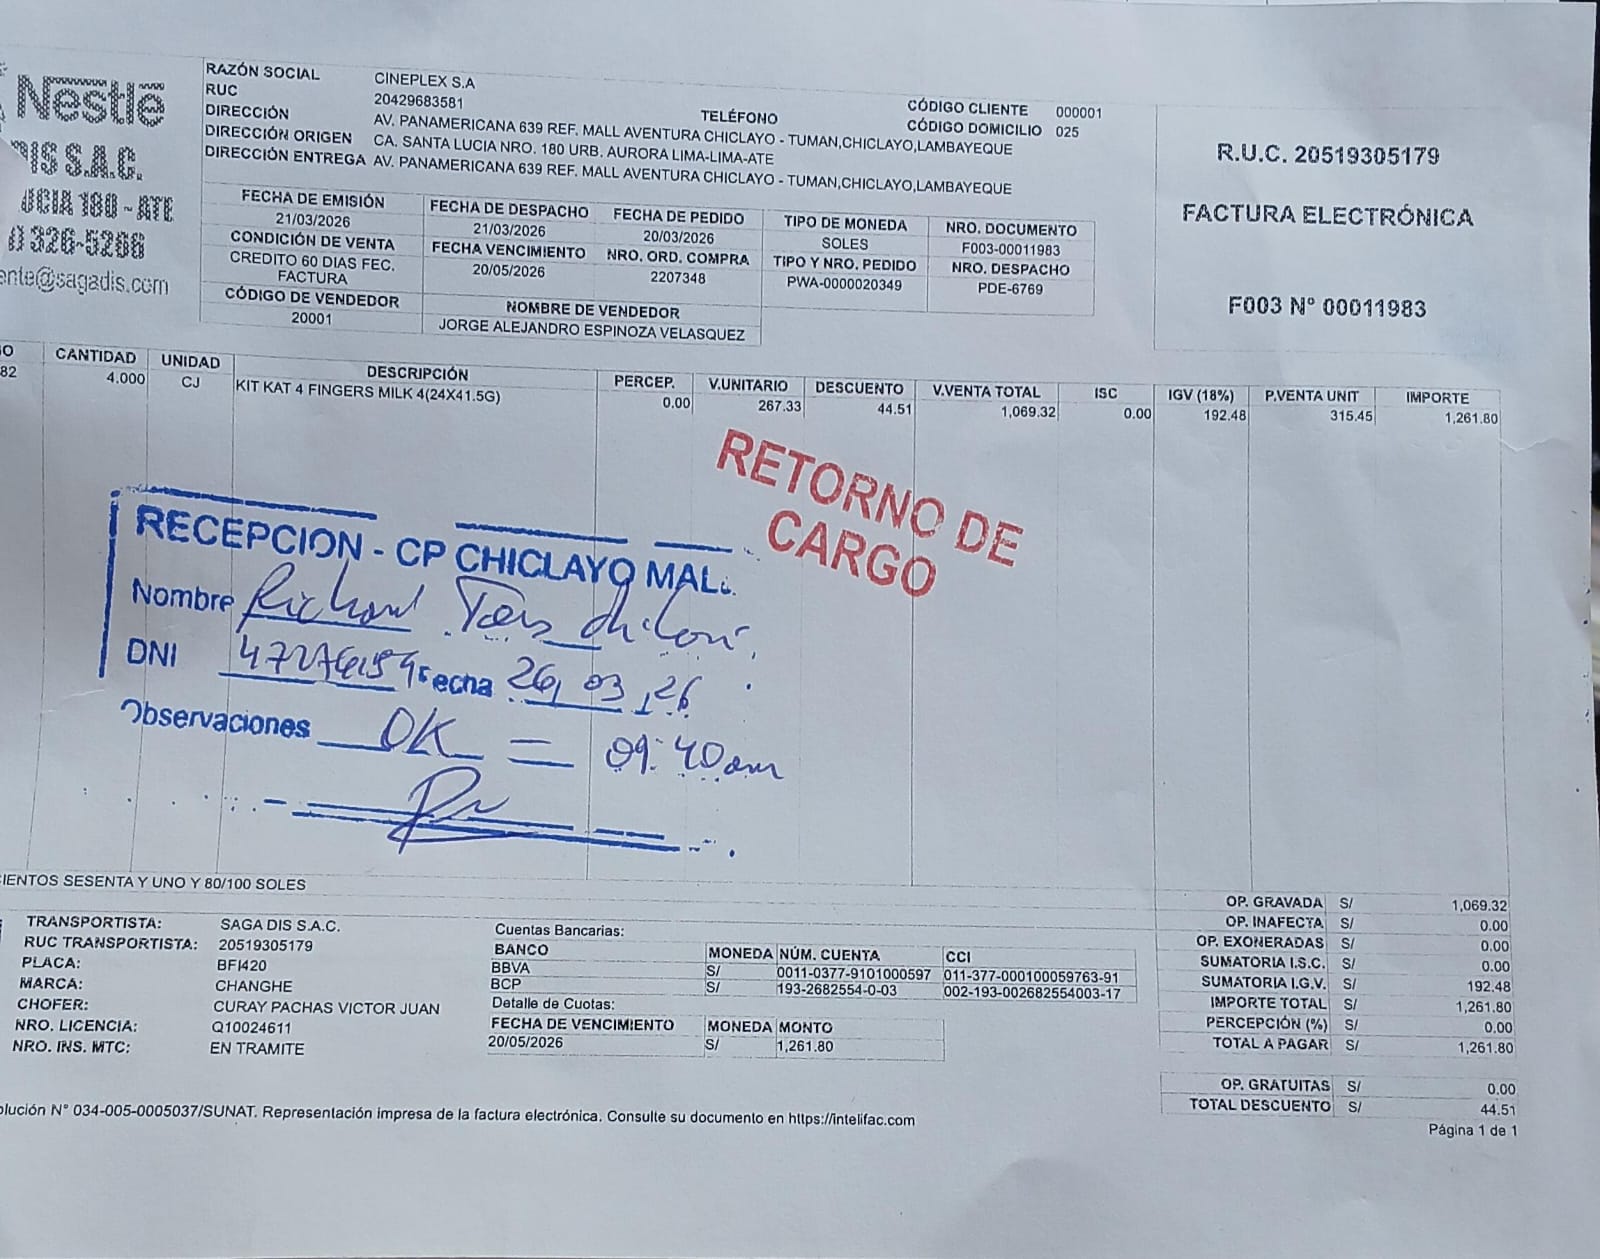 Nestlé
DIS S.A.C.
UCIA 180 - ATE
) 326-5266
ente@sagadis.com
RAZÓN SOCIAL CINEPLEX S.A
RUC 20429683581
DIRECCIÓN AV. PANAMERICANA 639 REF. MALL AVENTURA CHICLAYO - TUMAN,CHICLAYO,LAMBAYEQUE
DIRECCIÓN ORIGEN CA. SANTA LUCIA NRO. 180 URB. AURORA LIMA-LIMA-ATE
DIRECCIÓN ENTREGA AV. PANAMERICANA 639 REF. MALL AVENTURA CHICLAYO - TUMAN,CHICLAYO,LAMBAYEQUE
TELÉFONO
CÓDIGO CLIENTE 000001
CÓDIGO DOMICILIO 025
R.U.C. 20519305179
FACTURA ELECTRÓNICA
F003 N° 00011983
FECHA DE EMISIÓN FECHA DE DESPACHO FECHA DE PEDIDO TIPO DE MONEDA NRO. DOCUMENTO
21/03/2026 21/03/2026 20/03/2026 SOLES F003-00011983
CONDICIÓN DE VENTA FECHA VENCIMIENTO NRO. ORD. COMPRA TIPO Y NRO. PEDIDO NRO. DESPACHO
CREDITO 60 DIAS FEC. FACTURA 20/05/2026 2207348 PWA-0000020349 PDE-6769
CÓDIGO DE VENDEDOR NOMBRE DE VENDEDOR
20001 JORGE ALEJANDRO ESPINOZA VELASQUEZ
O CANTIDAD UNIDAD DESCRIPCIÓN PERCEP. V.UNITARIO DESCUENTO V.VENTA TOTAL ISC IGV (18%) P.VENTA UNIT IMPORTE
82 4.000 CJ KIT KAT 4 FINGERS MILK 4(24X41.5G) 0.00 267.33 44.51 1,069.32 0.00 192.48 315.45 1,261.80
RETORNO DE
CARGO
RECEPCION - CP CHICLAYO MALL
Nombre Richard
DNI Fecha 26, 03, 26
Observaciones OK = 09:40am
CIENTOS SESENTA Y UNO Y 80/100 SOLES
TRANSPORTISTA: SAGA DIS S.A.C.
RUC TRANSPORTISTA: 20519305179
PLACA: BFI420
MARCA: CHANGHE
CHOFER: CURAY PACHAS VICTOR JUAN
NRO. LICENCIA: Q10024611
NRO. INS. MTC: EN TRAMITE
Cuentas Bancarias:
BANCO MONEDA NÚM. CUENTA CCI
BBVA S/ 0011-0377-9101000597 011-377-000100059763-91
BCP S/ 193-2682554-0-03 002-193-002682554003-17
Detalle de Cuotas:
FECHA DE VENCIMIENTO MONEDA MONTO
20/05/2026 S/ 1,261.80
OP. GRAVADA S/ 1,069.32
OP. INAFECTA S/ 0.00
OP. EXONERADAS S/ 0.00
SUMATORIA I.S.C. S/ 0.00
SUMATORIA I.G.V. S/ 192.48
IMPORTE TOTAL S/ 1,261.80
PERCEPCIÓN (%) S/ 0.00
TOTAL A PAGAR S/ 1,261.80
OP. GRATUITAS S/ 0.00
TOTAL DESCUENTO S/ 44.51
olución N° 034-005-0005037/SUNAT. Representación impresa de la factura electrónica. Consulte su documento en https://intelifac.com
Página 1 de 1